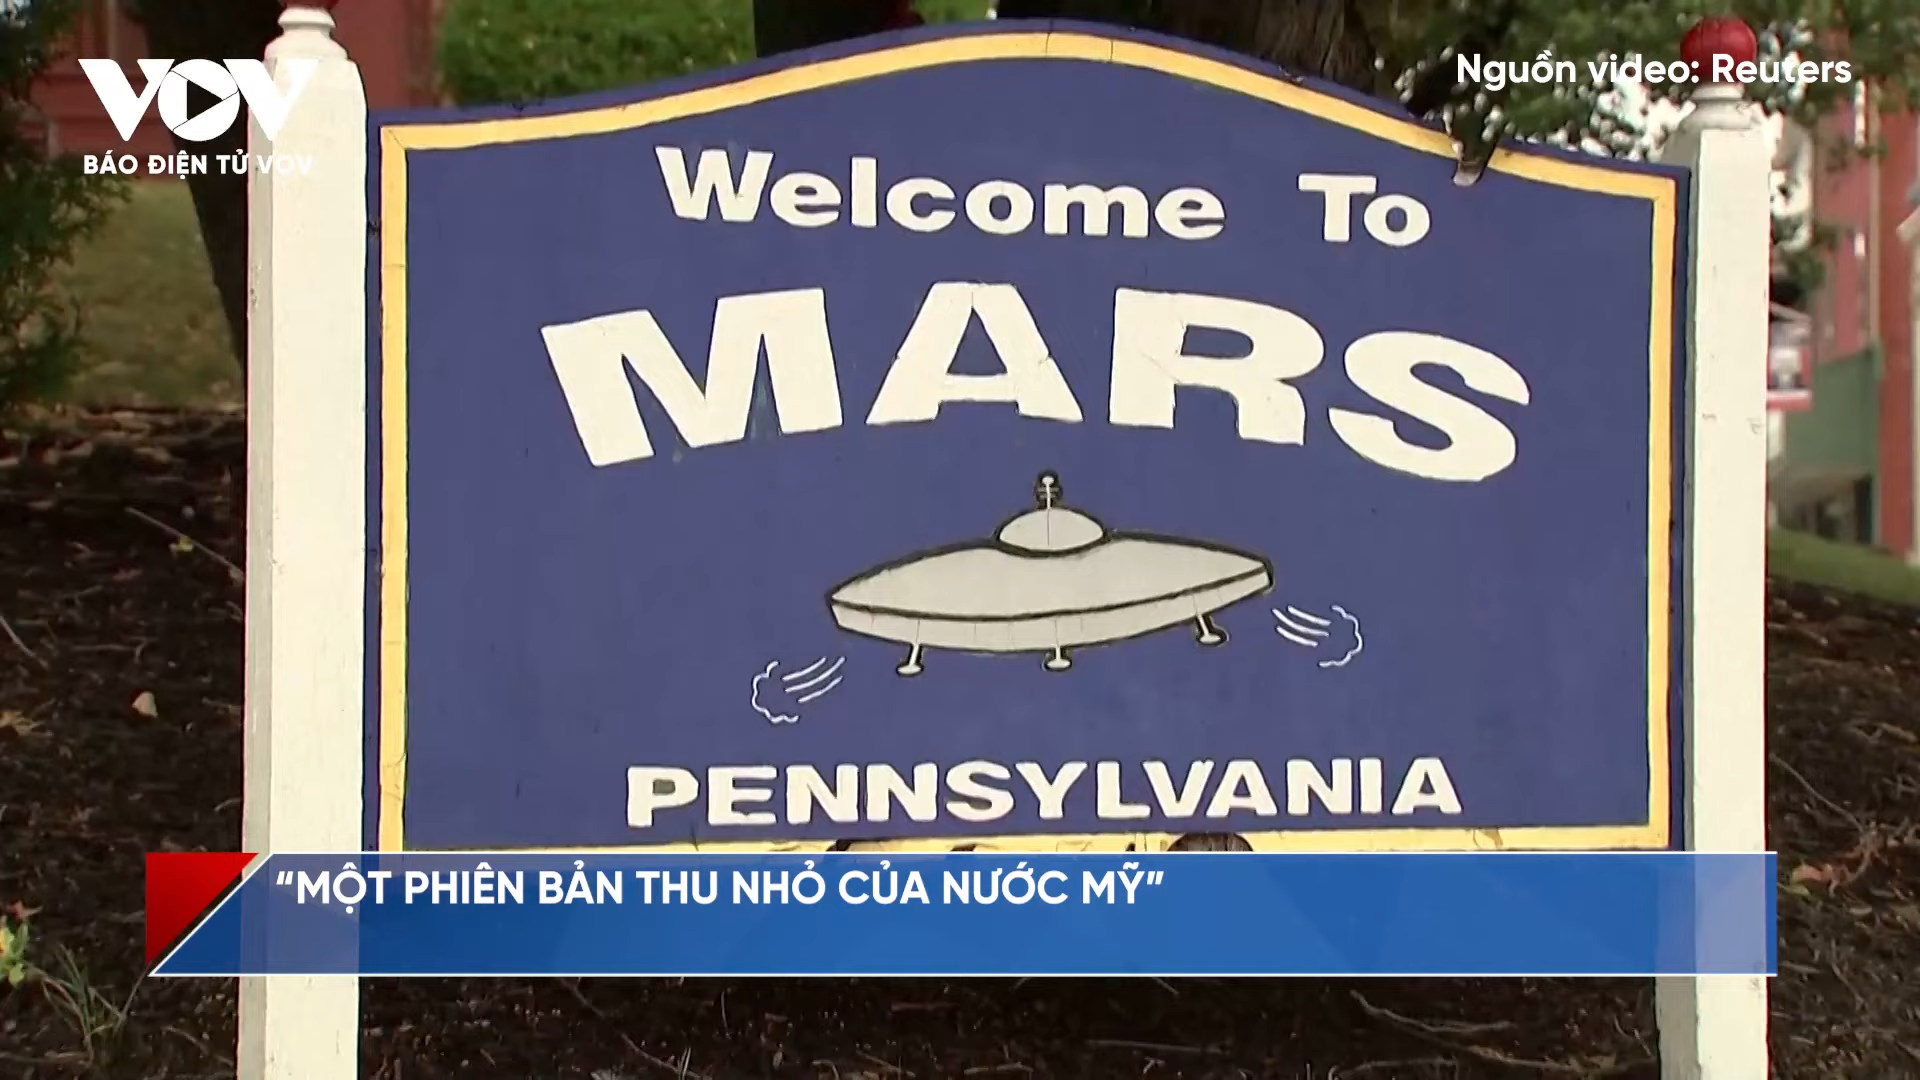 VOV
BÁO ĐIỆN TỬ VOV
Nguồn video: Reuters
Welcome To
MARS
PENNSYLVANIA
“MỘT PHIÊN BẢN THU NHỎ CỦA NƯỚC MỸ”